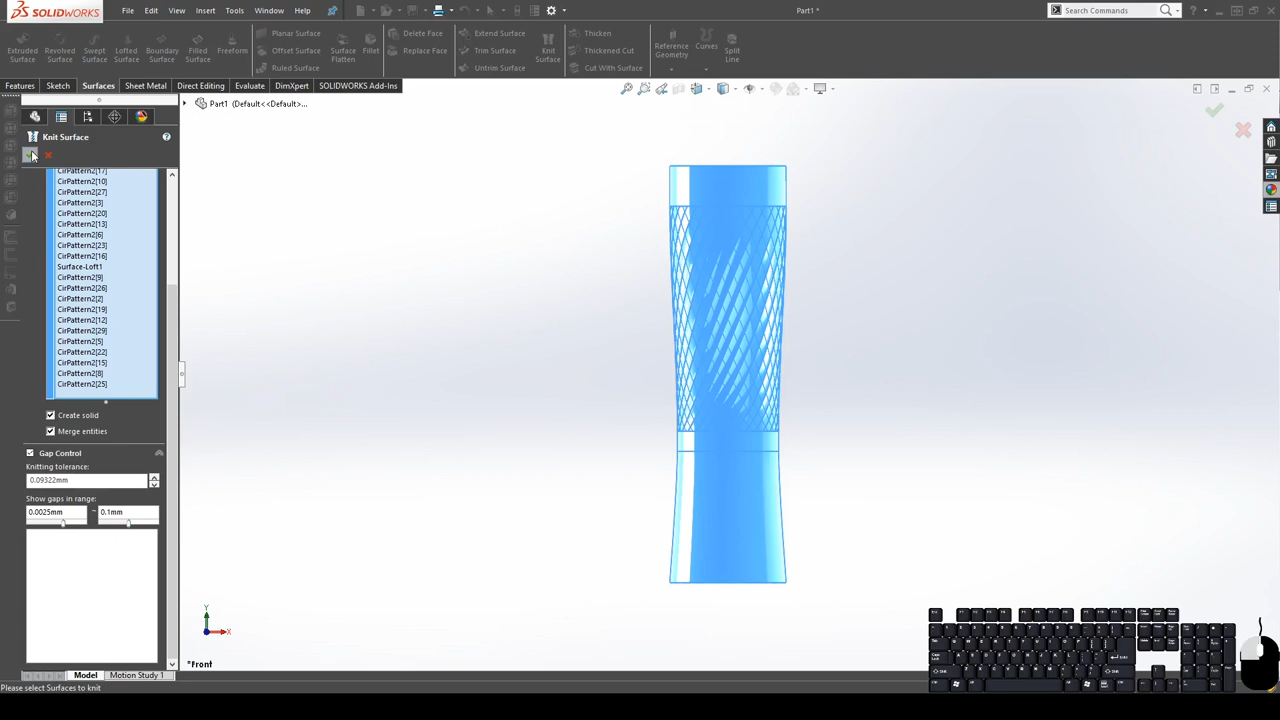 SOLIDWORKS File Edit View Insert Tools Window Help Part1 * Search Commands
Extruded Surface
Revolved Surface
Swept Surface
Lofted Surface
Boundary Surface
Filled Surface
Freeform
Planar Surface
Offset Surface
Ruled Surface
Surface Flatten
Fillet
Delete Face
Replace Face
Extend Surface
Trim Surface
Untrim Surface
Knit Surface
Thicken
Thickened Cut
Cut With Surface
Reference Geometry
Curves
Split Line
Features Sketch Surfaces Sheet Metal Direct Editing Evaluate DimXpert SOLIDWORKS Add-Ins
Part1 (Default<<Default>...
Knit Surface
CirPattern2[17]
CirPattern2[10]
CirPattern2[27]
CirPattern2[3]
CirPattern2[20]
CirPattern2[13]
CirPattern2[6]
CirPattern2[23]
CirPattern2[16]
Surface-Loft1
CirPattern2[9]
CirPattern2[26]
CirPattern2[2]
CirPattern2[19]
CirPattern2[12]
CirPattern2[29]
CirPattern2[5]
CirPattern2[22]
CirPattern2[15]
CirPattern2[8]
CirPattern2[25]
Create solid
Merge entities
Gap Control
Knitting tolerance:
0.09322mm
Show gaps in range:
0.0025mm ~ 0.1mm
Y
X
*Front
Model Motion Study 1
Please select Surfaces to knit